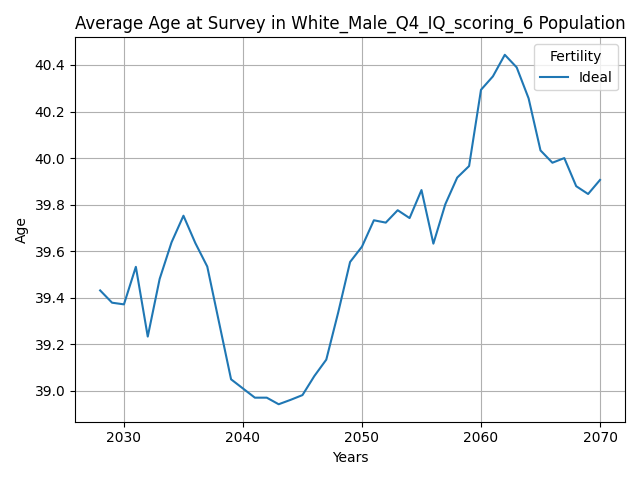 Average Age at Survey in White_Male_Q4_IQ_scoring_6 Population
Fertility
Ideal
40.4
40.2
40.0
39.8
39.6
39.4
39.2
39.0
Age
2030
2040
2050
2060
2070
Years